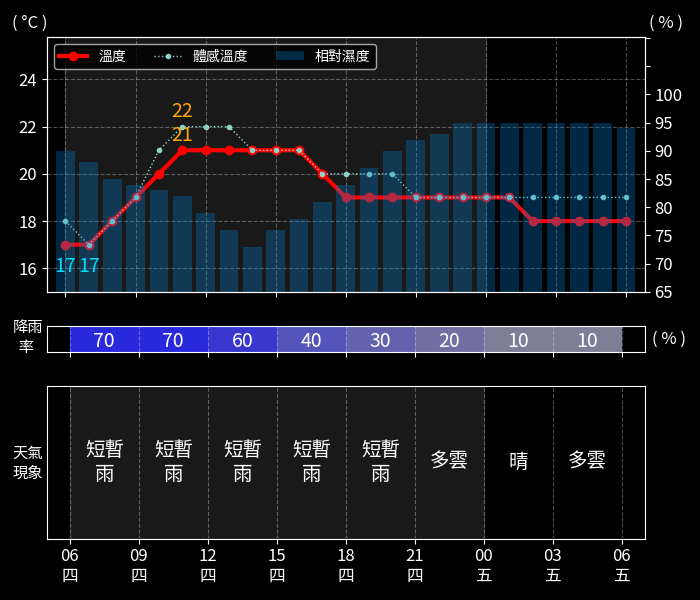 ( °C )
( % )
溫度
體感溫度
相對濕度
24
22
20
18
16
100
95
90
85
80
75
70
65
22
21
17 17
降雨
率
70 70 60 40 30 20 10 10
( % )
天氣
現象
短暫
雨
短暫
雨
短暫
雨
短暫
雨
短暫
雨
多雲
晴
多雲
06 09 12 15 18 21 00 03 06
四 四 四 四 四 四 五 五 五